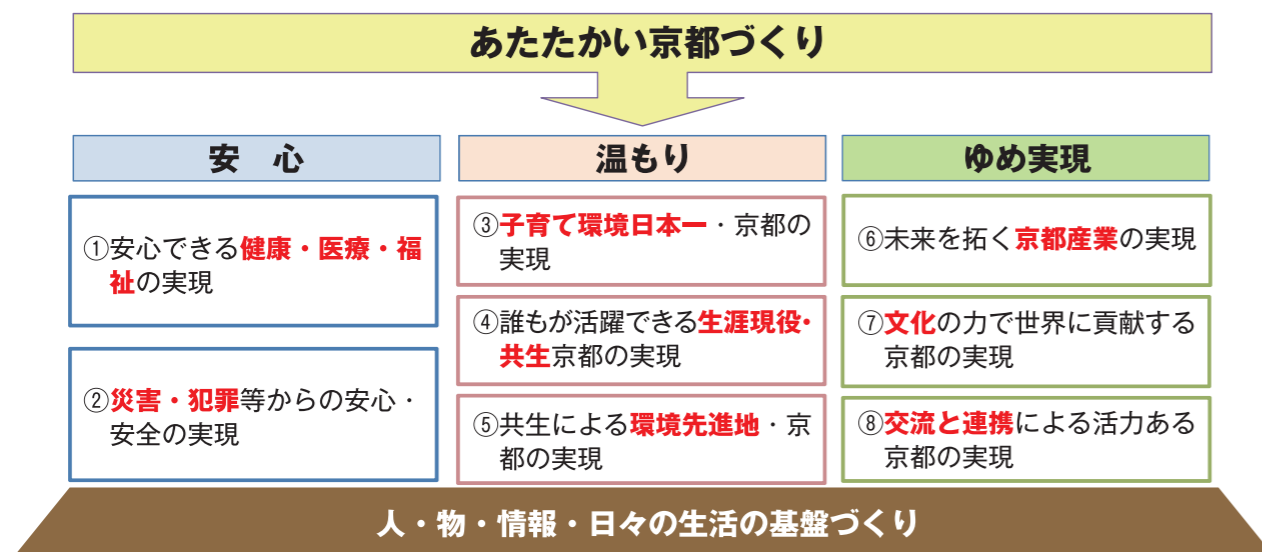 あたたかい京都づくり
安 心
①安心できる健康・医療・福
祉の実現
②災害・犯罪等からの安心・
安全の実現
温もり
③子育て環境日本一・京都の
実現
④誰もが活躍できる生涯現役・
共生京都の実現
⑤共生による環境先進地・京
都の実現
ゆめ実現
⑥未来を拓く京都産業の実現
⑦文化の力で世界に貢献する
京都の実現
⑧交流と連携による活力ある
京都の実現
人・物・情報・日々の生活の基盤づくり